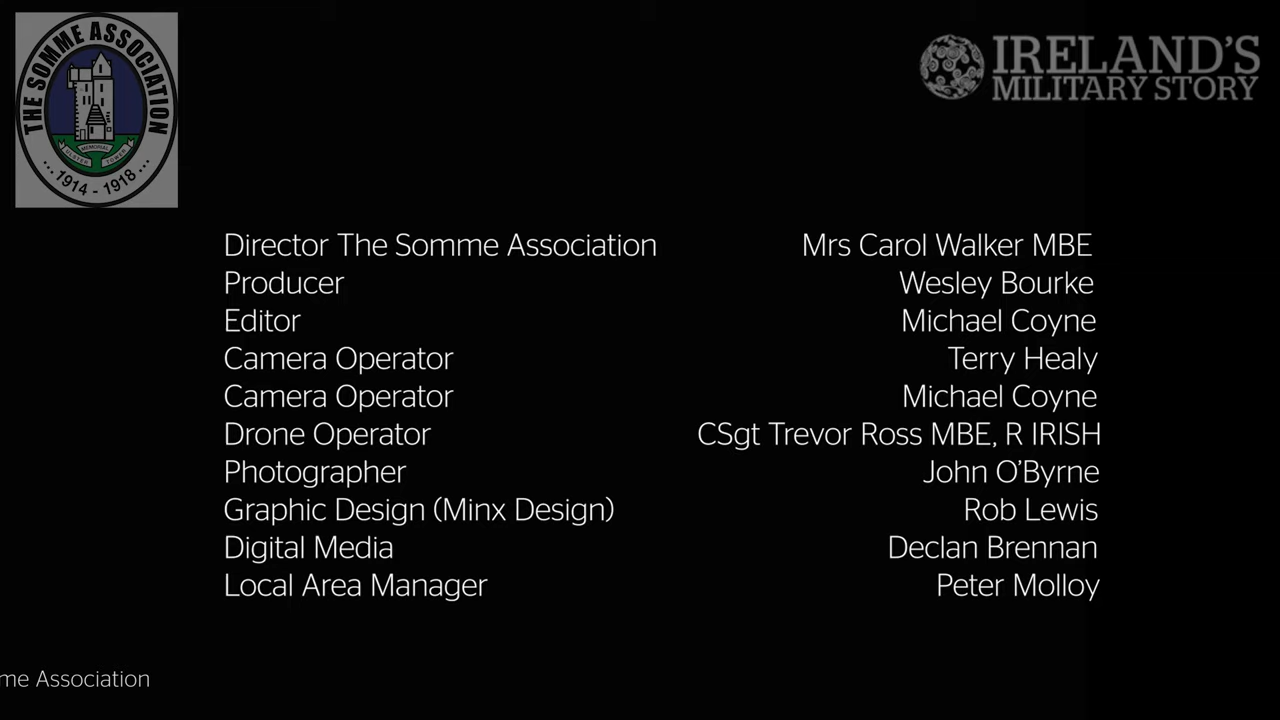 THE SOMME ASSOCIATION
MEMORIAL
ULSTER TOWER
...1914 - 1918...
IRELAND'S
MILITARY STORY
Director The Somme Association Mrs Carol Walker MBE
Producer Wesley Bourke
Editor Michael Coyne
Camera Operator Terry Healy
Camera Operator Michael Coyne
Drone Operator CSgt Trevor Ross MBE, R IRISH
Photographer John O’Byrne
Graphic Design (Minx Design) Rob Lewis
Digital Media Declan Brennan
Local Area Manager Peter Molloy
me Association